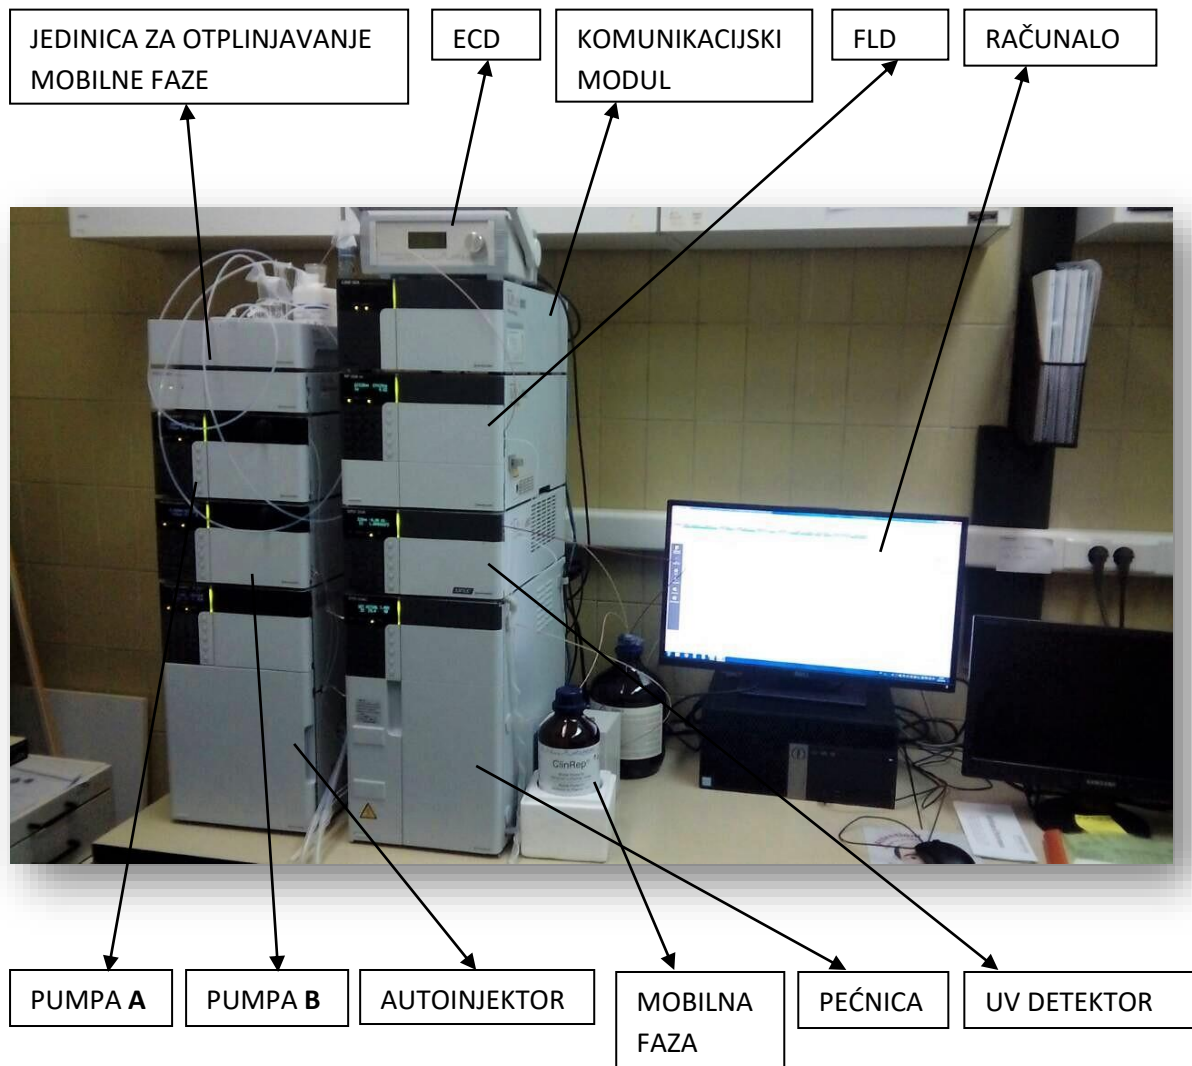 JEDINICA ZA OTPLINJAVANJE
MOBILNE FAZE
ECD
KOMUNIKACIJSKI
MODUL
FLD
RAČUNALO
ClinRep
PUMPA A
PUMPA B
AUTOINJEKTOR
MOBILNA
FAZA
PEĆNICA
UV DETEKTOR